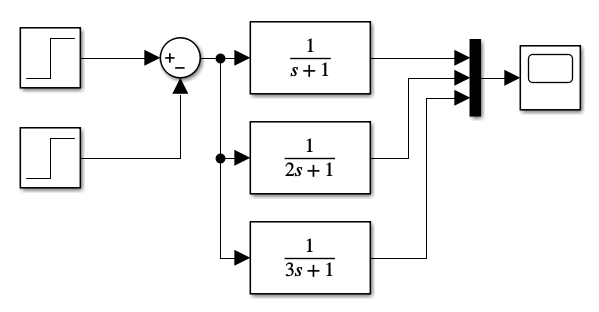 +
−
1
s + 1
1
2s + 1
1
3s + 1